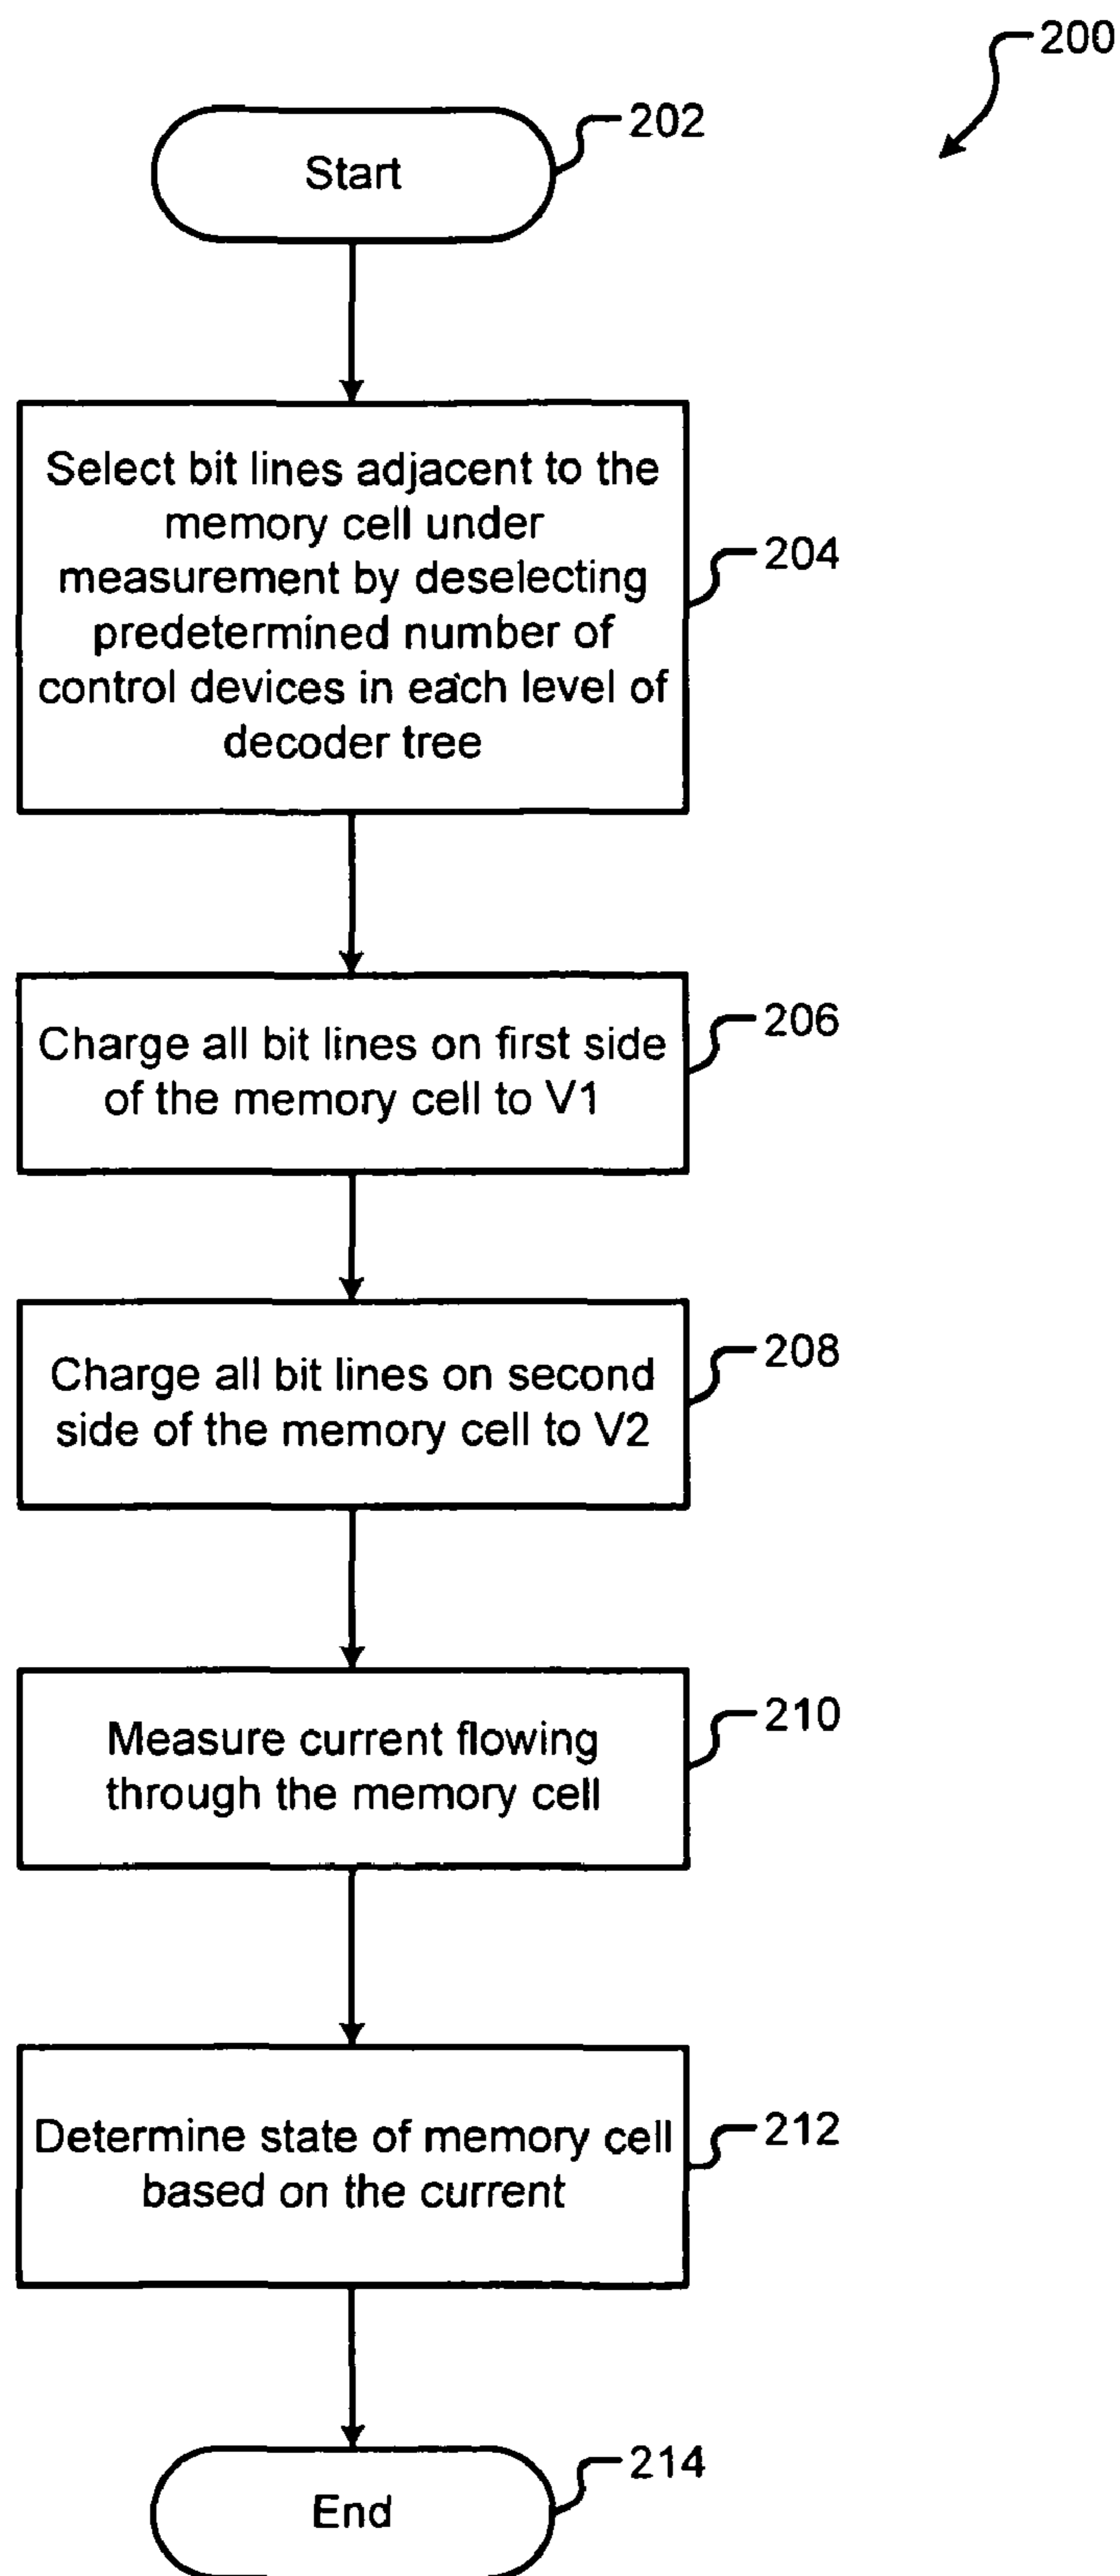 200
Start
202
Select bit lines adjacent to the
memory cell under
measurement by deselecting
predetermined number of
control devices in each level of
decoder tree
204
Charge all bit lines on first side
of the memory cell to V1
206
Charge all bit lines on second
side of the memory cell to V2
208
Measure current flowing
through the memory cell
210
Determine state of memory cell
based on the current
212
End
214